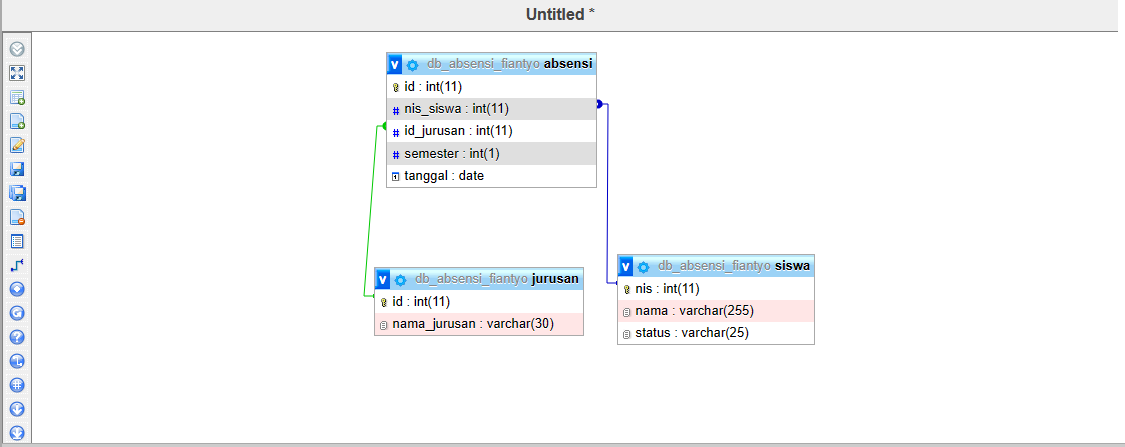 Untitled *
db_absensi_fiantyo absensi
id : int(11)
nis_siswa : int(11)
id_jurusan : int(11)
semester : int(1)
tanggal : date
db_absensi_fiantyo jurusan
id : int(11)
nama_jurusan : varchar(30)
db_absensi_fiantyo siswa
nis : int(11)
nama : varchar(255)
status : varchar(25)